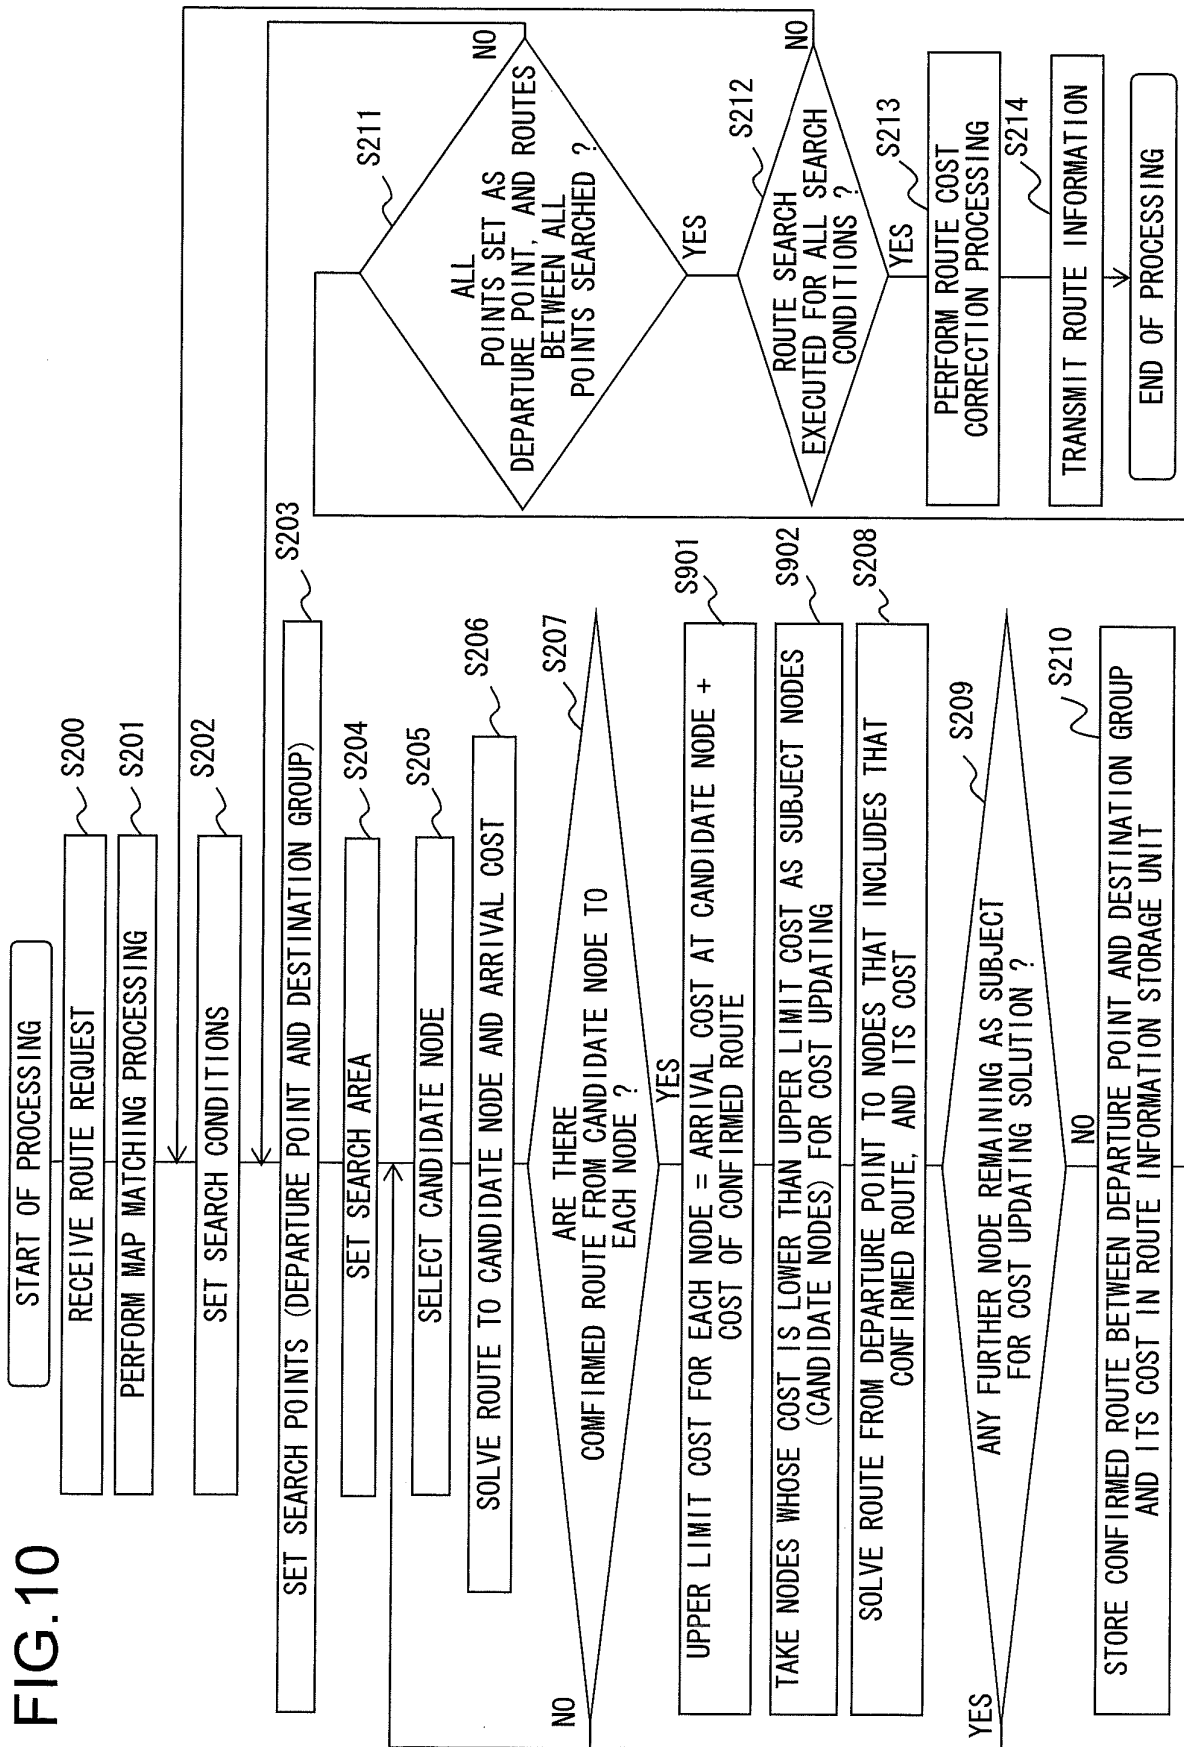 FIG.10
START OF PROCESSING
RECEIVE ROUTE REQUEST
S200
PERFORM MAP MATCHING PROCESSING
S201
SET SEARCH CONDITIONS
S202
SET SEARCH POINTS (DEPARTURE POINT AND DESTINATION GROUP)
S203
SET SEARCH AREA
S204
SELECT CANDIDATE NODE
S205
SOLVE ROUTE TO CANDIDATE NODE AND ARRIVAL COST
S206
ARE THERE
COMFIRMED ROUTE FROM CANDIDATE NODE TO
EACH NODE ?
S207
NO
YES
UPPER LIMIT COST FOR EACH NODE = ARRIVAL COST AT CANDIDATE NODE +
COST OF CONFIRMED ROUTE
S901
TAKE NODES WHOSE COST IS LOWER THAN UPPER LIMIT COST AS SUBJECT NODES
(CANDIDATE NODES) FOR COST UPDATING
S902
SOLVE ROUTE FROM DEPARTURE POINT TO NODES THAT INCLUDES THAT
CONFIRMED ROUTE, AND ITS COST
S208
ANY FURTHER NODE REMAINING AS SUBJECT
FOR COST UPDATING SOLUTION ?
S209
YES
NO
STORE CONFIRMED ROUTE BETWEEN DEPARTURE POINT AND DESTINATION GROUP
AND ITS COST IN ROUTE INFORMATION STORAGE UNIT
S210
ALL
POINTS SET AS
DEPARTURE POINT, AND ROUTES
BETWEEN ALL
POINTS SEARCHED ?
S211
NO
YES
ROUTE SEARCH
EXECUTED FOR ALL SEARCH
CONDITIONS ?
S212
NO
YES
PERFORM ROUTE COST
CORRECTION PROCESSING
S213
TRANSMIT ROUTE INFORMATION
S214
END OF PROCESSING